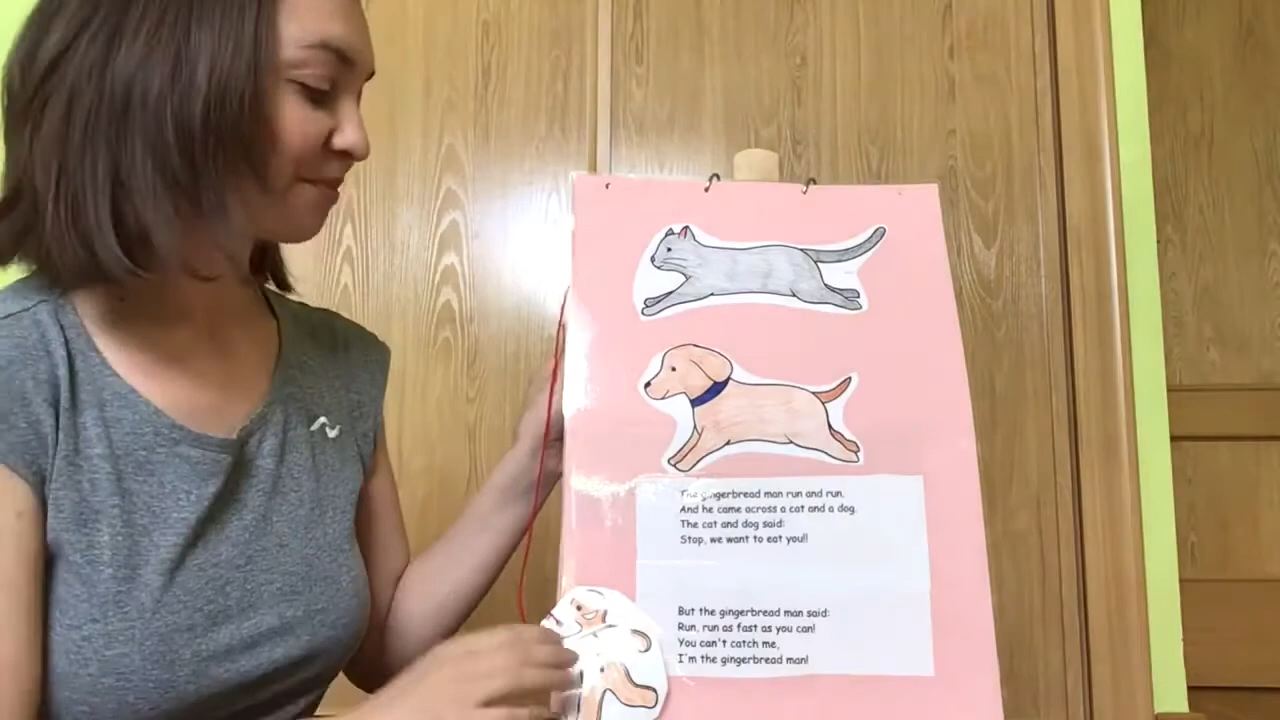 The gingerbread man run and run.
And he came across a cat and a dog.
The cat and dog said:
Stop, we want to eat you!!
But the gingerbread man said:
Run, run as fast as you can!
You can't catch me,
I'm the gingerbread man!